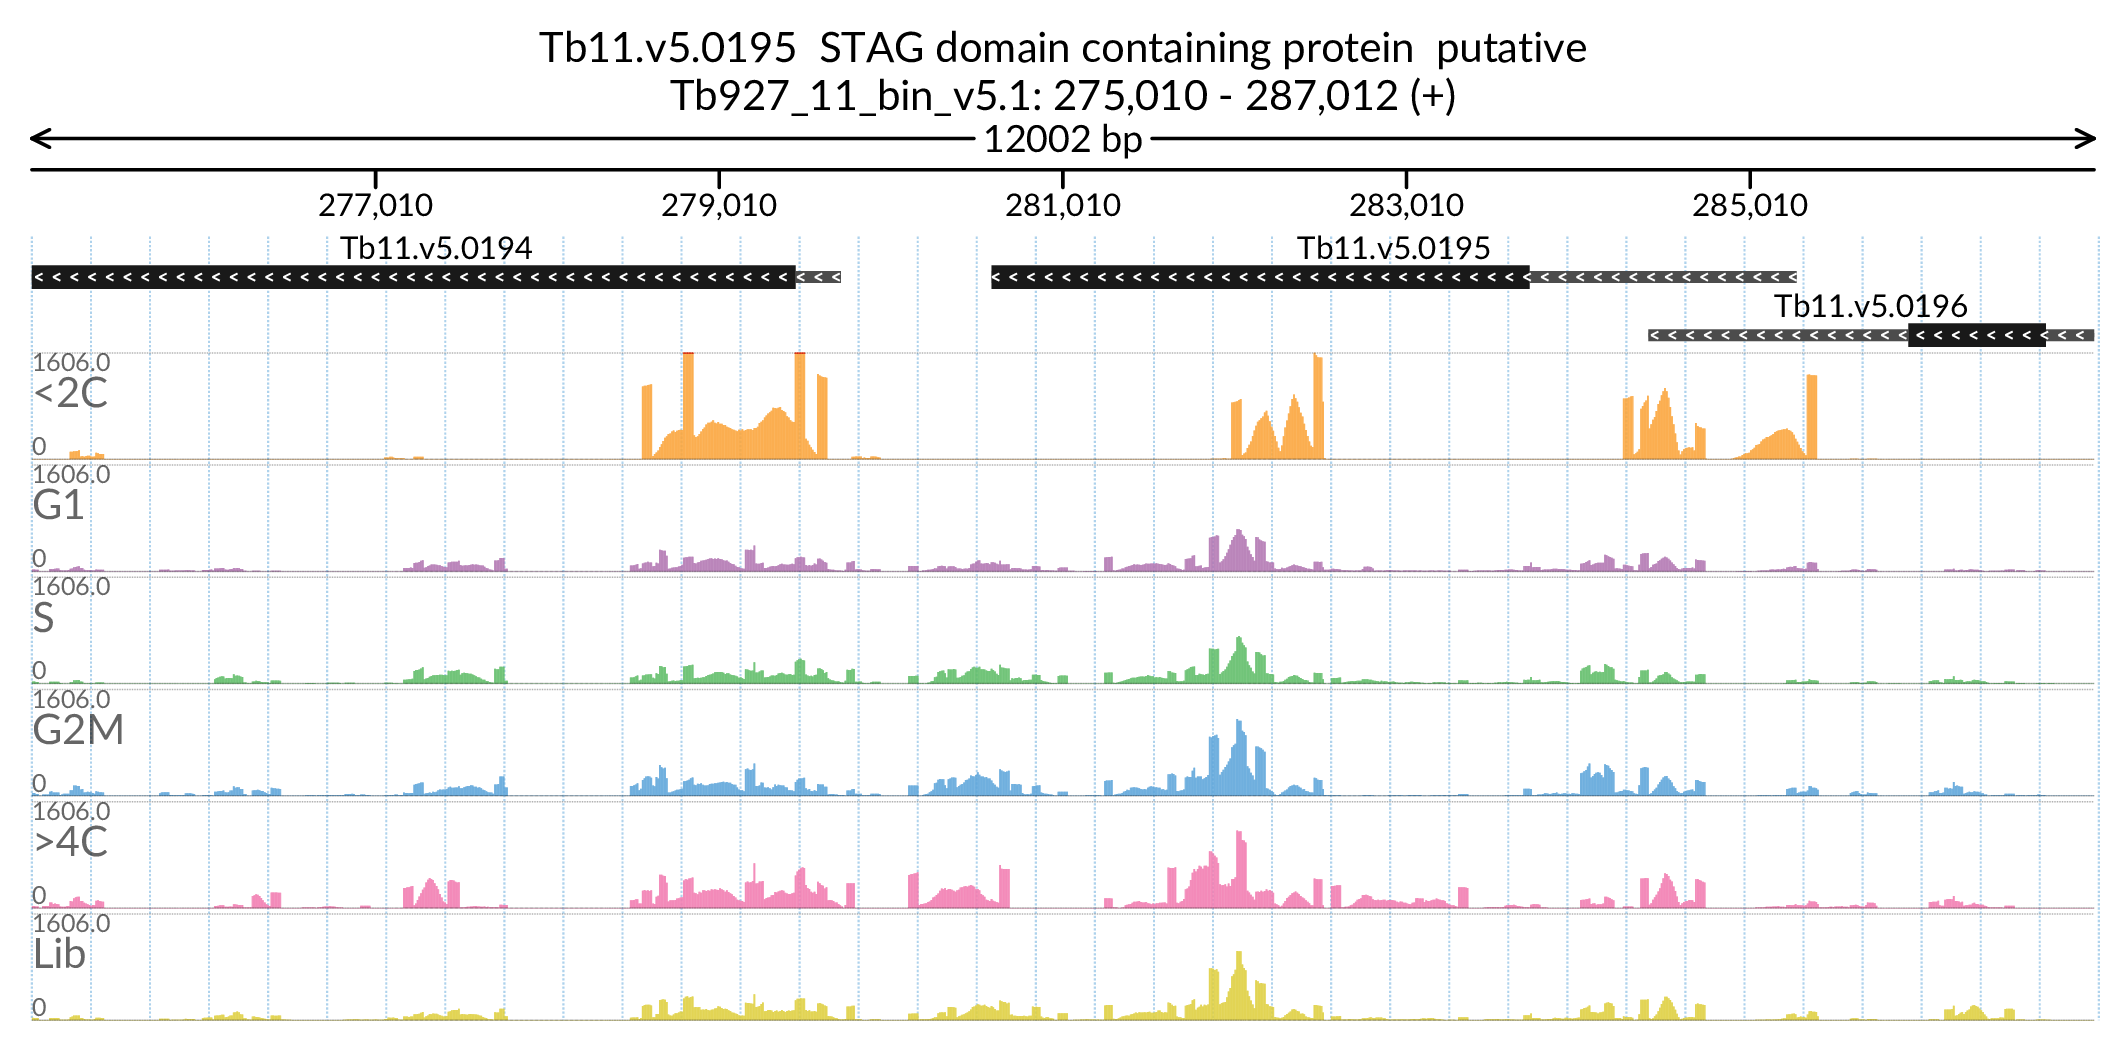 Tb11.v5.0195  STAG domain containing protein  putative
Tb927_11_bin_v5.1: 275,010 - 287,012 (+)
12002 bp
277,010 279,010 281,010 283,010 285,010
Tb11.v5.0194 Tb11.v5.0195
Tb11.v5.0196
1606.0
<2C
0
1606.0
G1
0
1606.0
S
0
1606.0
G2M
0
1606.0
>4C
0
1606.0
Lib
0